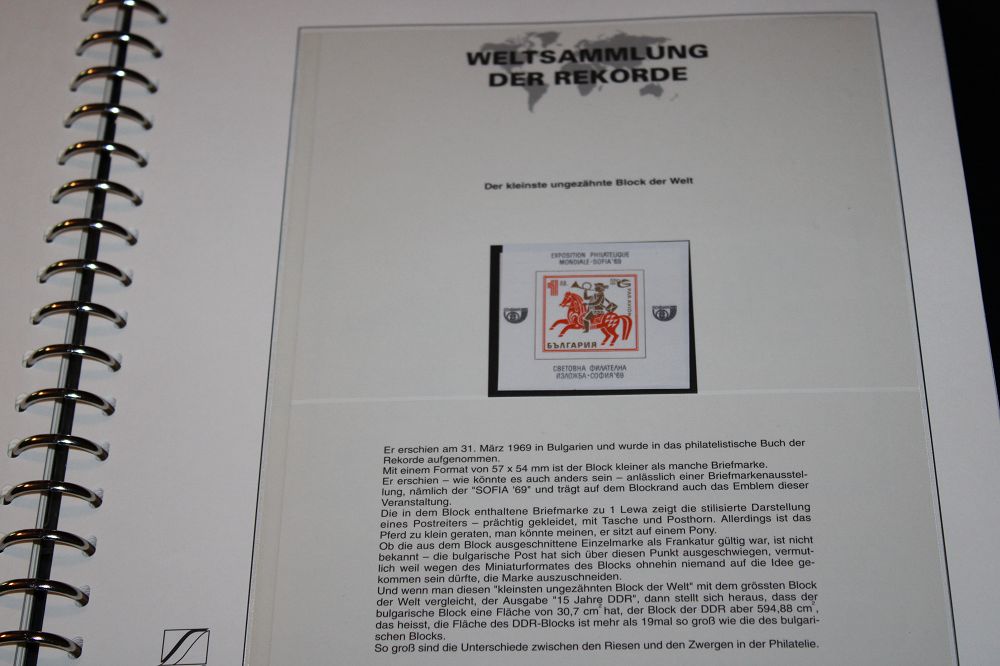 WELTSAMMLUNG
DER REKORDE
Der kleinste ungezähnte Block der Welt
EXPOSITION PHILATELIQUE
MONDIALE-SOFIA'69
1 ЛВ.
PAR AVION
БЪЛГАРИЯ
СВЕТОВНА ФИЛАТЕЛНА
ИЗЛОЖБА-СОФИЯ'69
Er erschien am 31. März 1969 in Bulgarien und wurde in das philatelistische Buch der
Rekorde aufgenommen.
Mit einem Format von 57 x 54 mm ist der Block kleiner als manche Briefmarke.
Er erschien – wie könnte es auch anders sein – anlässlich einer Briefmarkenausstel-
lung, nämlich der "SOFIA '69" und trägt auf dem Blockrand auch das Emblem dieser
Veranstaltung.
Die in dem Block enthaltene Briefmarke zu 1 Lewa zeigt die stilisierte Darstellung
eines Postreiters – prächtig gekleidet, mit Tasche und Posthorn. Allerdings ist das
Pferd zu klein geraten, man könnte meinen, er sitzt auf einem Pony.
Ob die aus dem Block ausgeschnittene Einzelmarke als Frankatur gültig war, ist nicht
bekannt – die bulgarische Post hat sich über diesen Punkt ausgeschwiegen, vermut-
lich weil wegen des Miniaturformates des Blocks ohnehin niemand auf die Idee ge-
kommen sein dürfte, die Marke auszuschneiden.
Und wenn man diesen "kleinsten ungezähnten Block der Welt" mit dem grössten Block
der Welt vergleicht, der Ausgabe "15 Jahre DDR", dann stellt sich heraus, dass der
bulgarische Block eine Fläche von 30,7 cm² hat, der Block der DDR aber 594,88 cm²,
das heisst, die Fläche des DDR-Blocks ist mehr als 19mal so groß wie die des bulgari-
schen Blocks.
So groß sind die Unterschiede zwischen den Riesen und den Zwergen in der Philatelie.